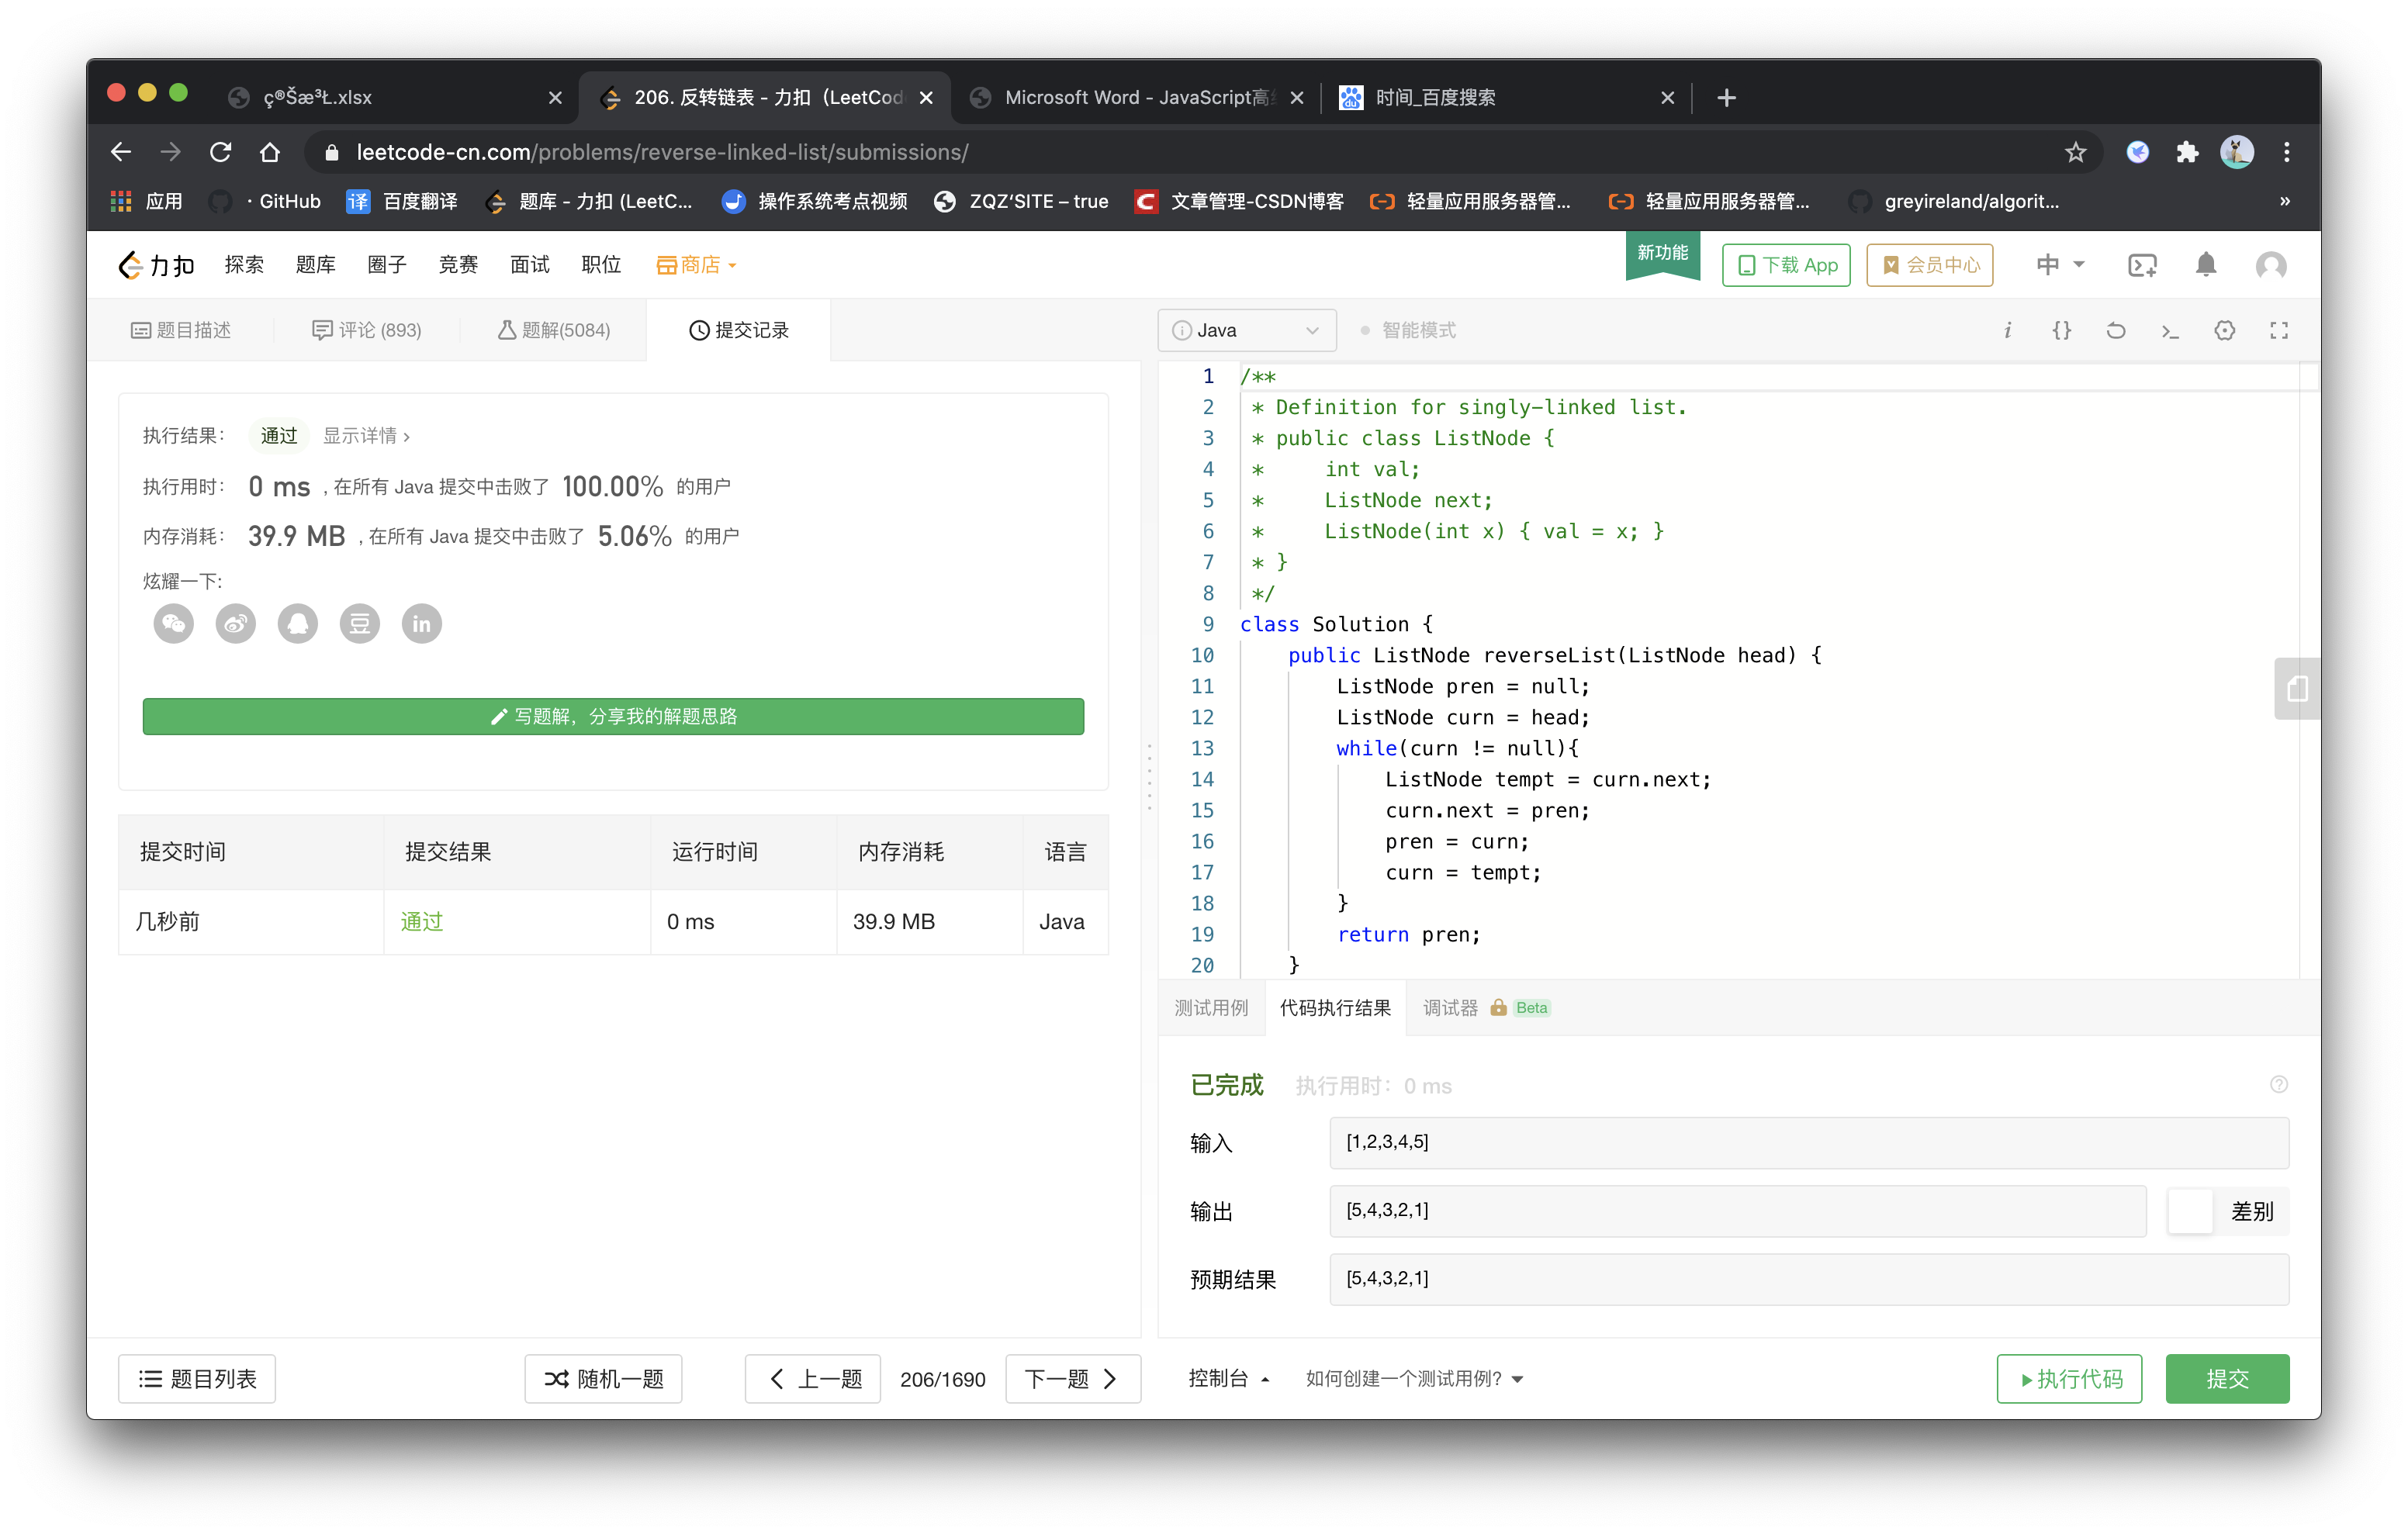 ç®Šæ³Ł.xlsx
206. 反转链表 - 力扣（LeetCod
Microsoft Word - JavaScript高
时间_百度搜索
leetcode-cn.com/problems/reverse-linked-list/submissions/
应用
· GitHub
译 百度翻译
题库 - 力扣 (LeetC...
操作系统考点视频
ZQZ‘SITE – true
文章管理-CSDN博客
轻量应用服务器管...
轻量应用服务器管...
greyireland/algorit...
»
力扣
探索
题库
圈子
竞赛
面试
职位
商店
新功能
下载 App
会员中心
中
题目描述
评论 (893)
题解(5084)
提交记录
Java
智能模式
执行结果： 通过 显示详情 ›
执行用时： 0 ms , 在所有 Java 提交中击败了 100.00% 的用户
内存消耗： 39.9 MB , 在所有 Java 提交中击败了 5.06% 的用户
炫耀一下:
豆 in
写题解，分享我的解题思路
提交时间 提交结果 运行时间 内存消耗 语言
几秒前 通过 0 ms 39.9 MB Java
1 /**
2  * Definition for singly-linked list.
3  * public class ListNode {
4  *     int val;
5  *     ListNode next;
6  *     ListNode(int x) { val = x; }
7  * }
8  */
9 class Solution {
10     public ListNode reverseList(ListNode head) {
11         ListNode pren = null;
12         ListNode curn = head;
13         while(curn != null){
14             ListNode tempt = curn.next;
15             curn.next = pren;
16             pren = curn;
17             curn = tempt;
18         }
19         return pren;
20     }
测试用例
代码执行结果
调试器 Beta
已完成 执行用时：0 ms
输入 [1,2,3,4,5]
输出 [5,4,3,2,1] 差别
预期结果 [5,4,3,2,1]
题目列表
随机一题
上一题
206/1690
下一题
控制台
如何创建一个测试用例?
执行代码
提交